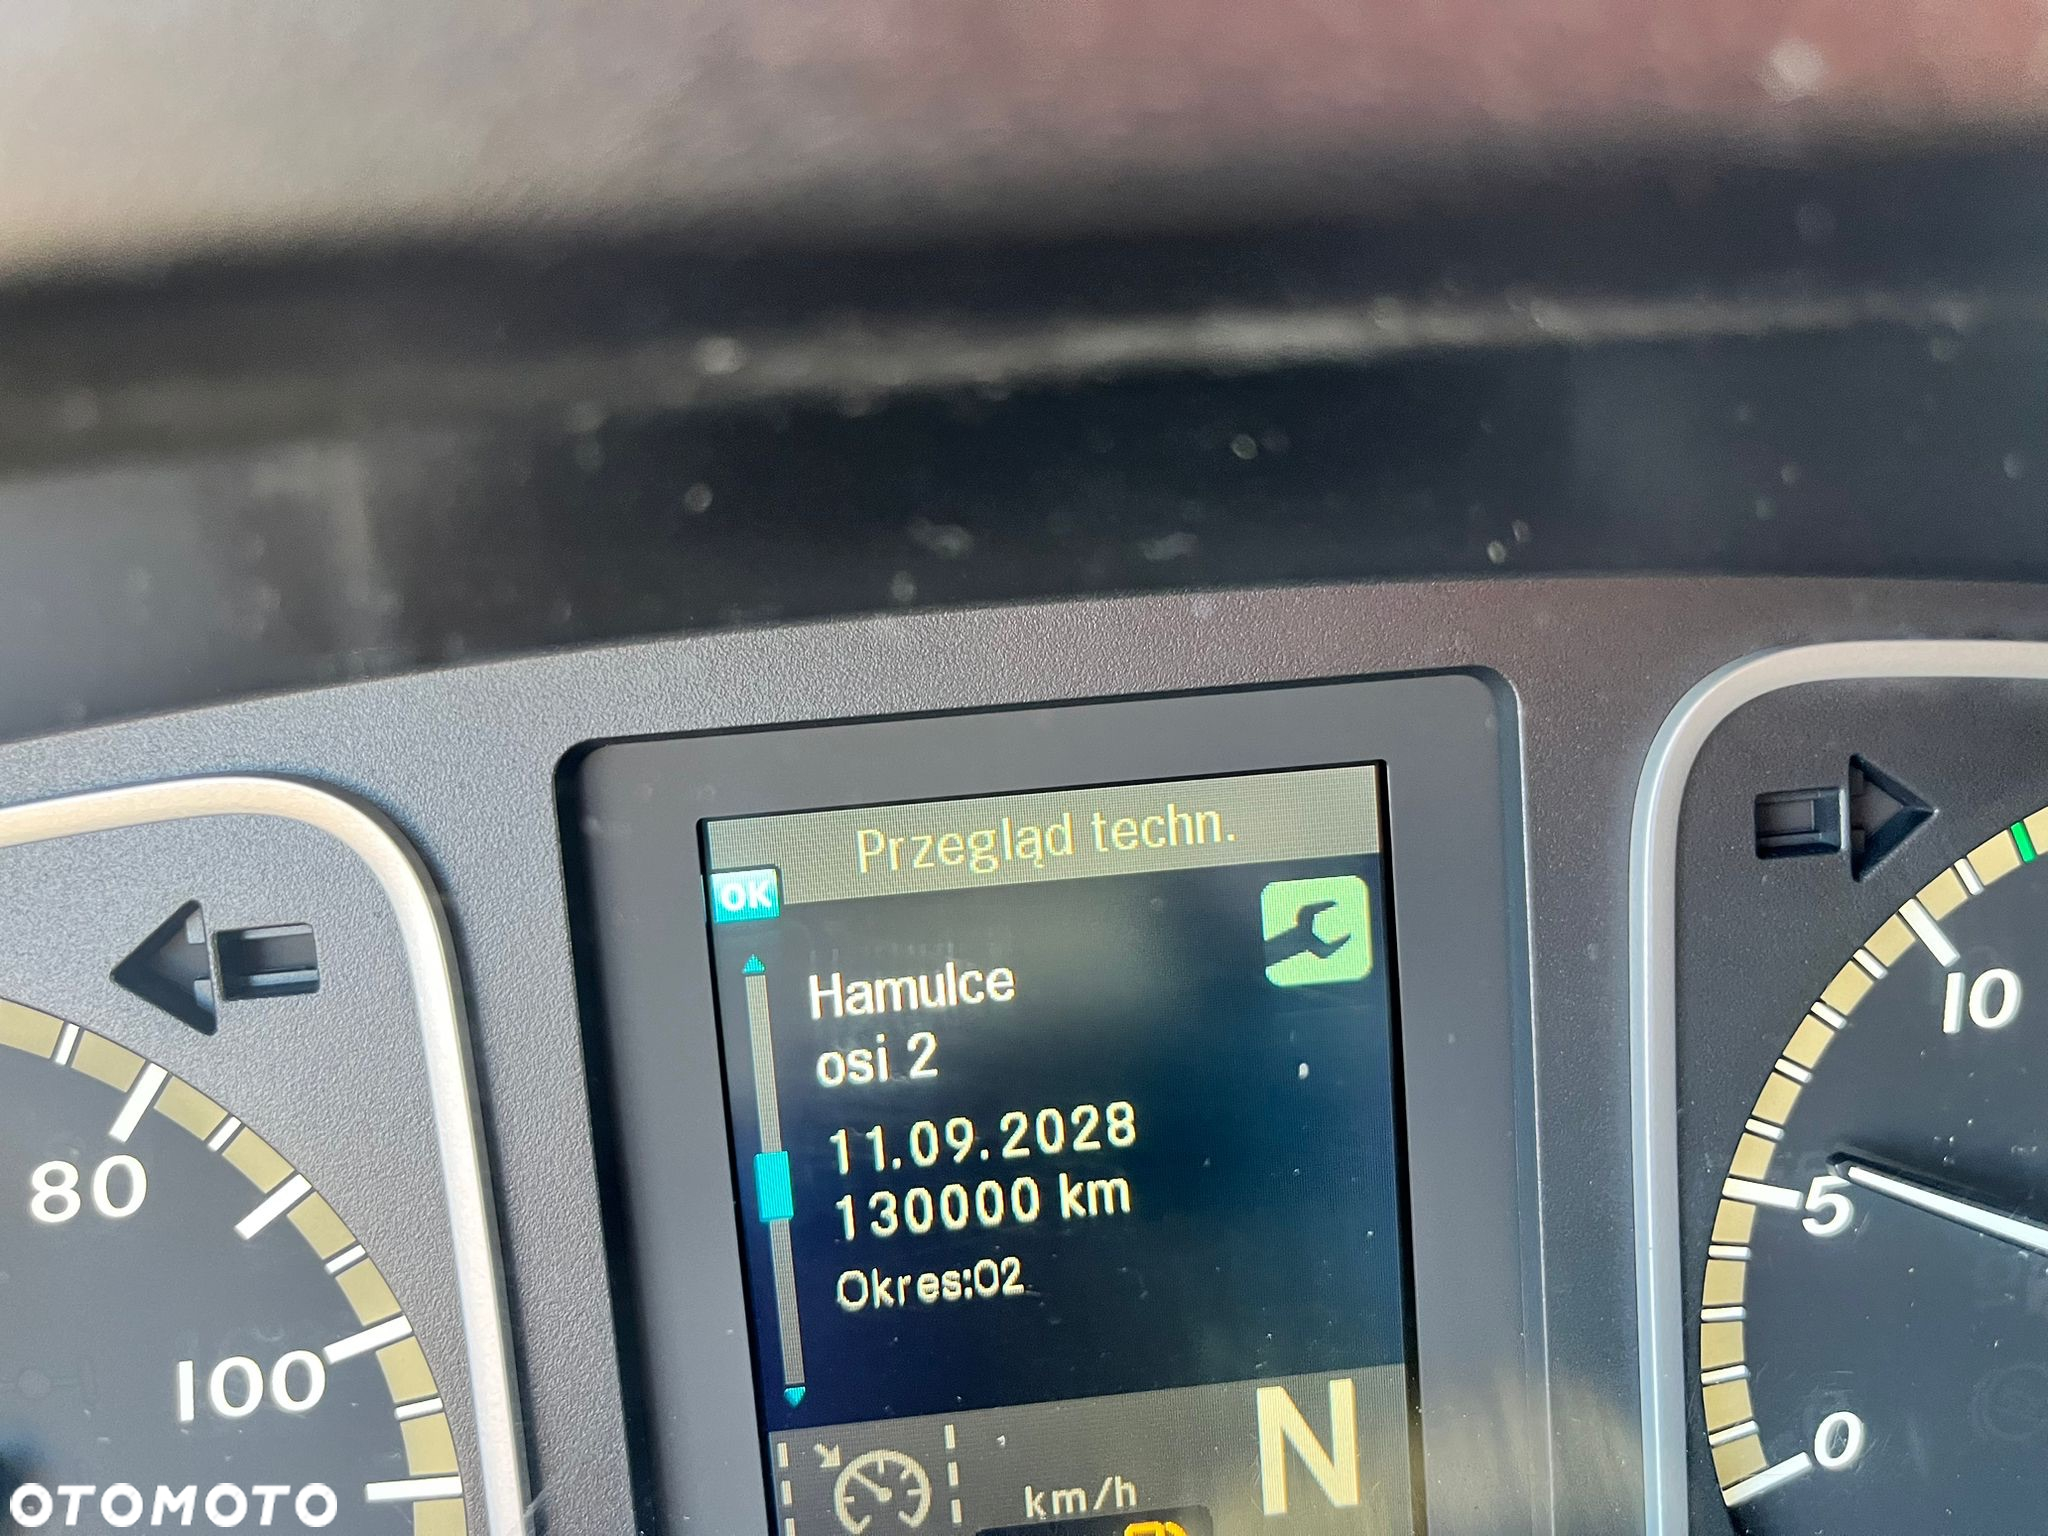 Przegląd techn.
OK
Hamulce
osi 2
11.09.2028
130000 km
Okres:02
N
km/h
80
100
10
5
0
OTOMOTO